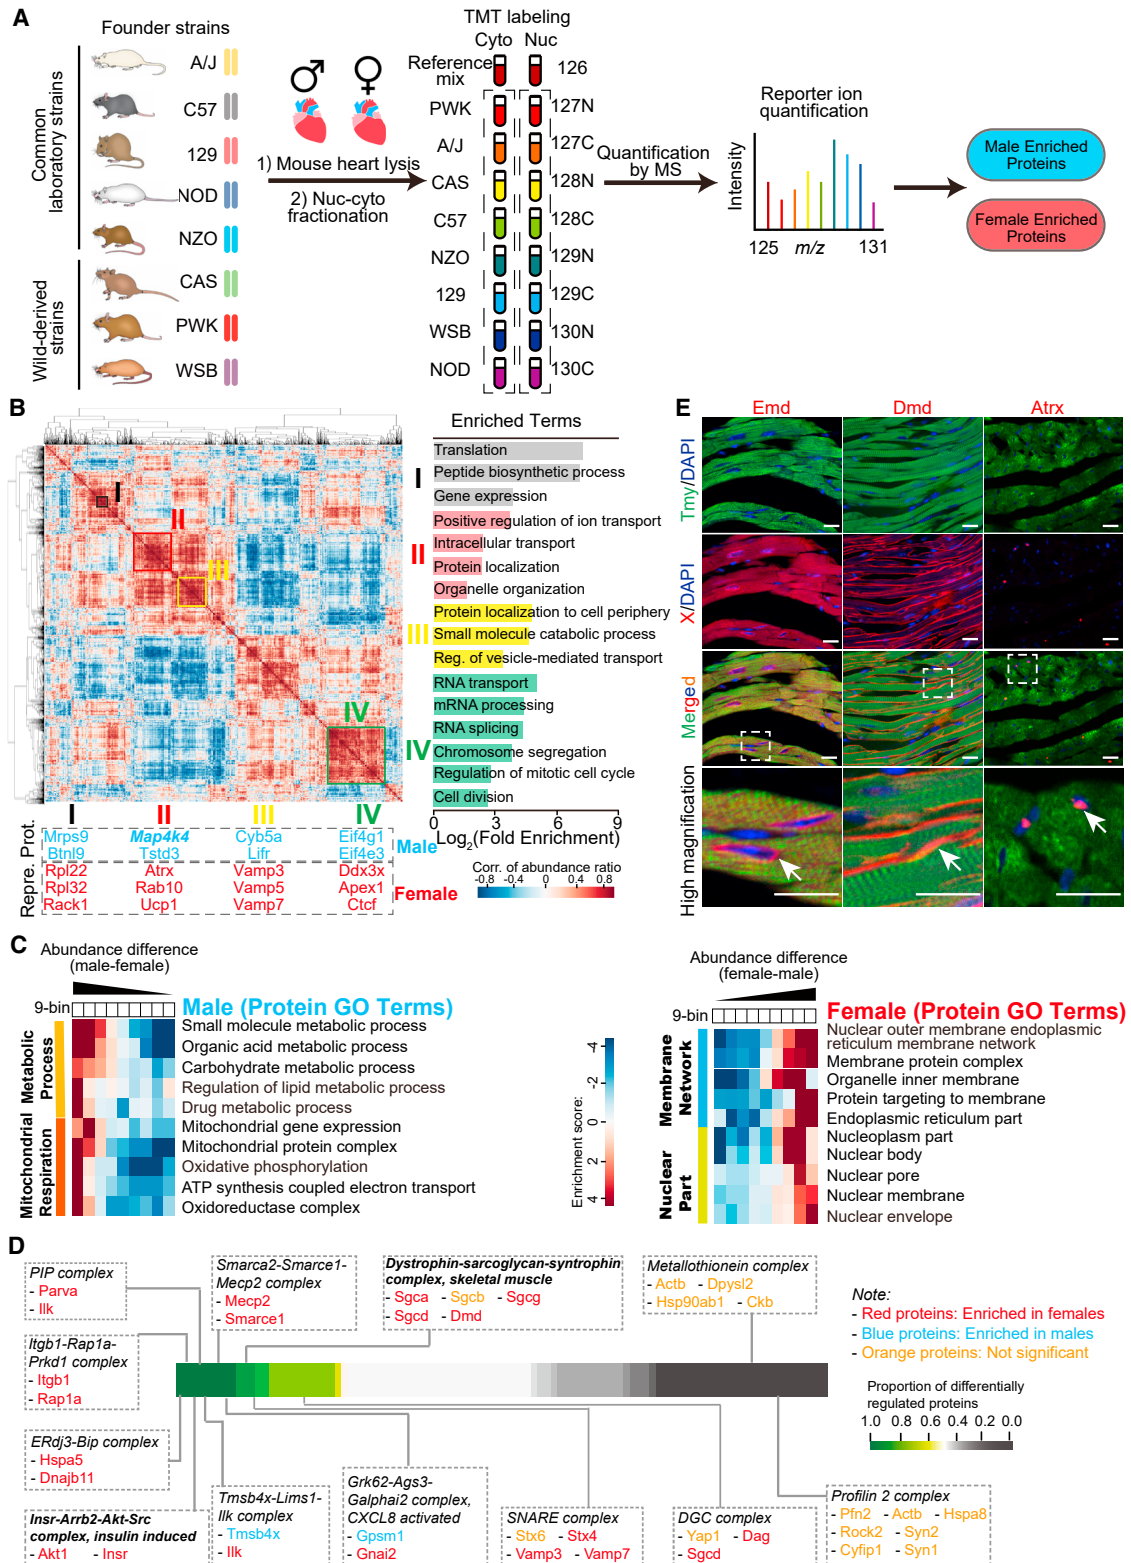 A
Founder strains
Common
laboratory strains
Wild-derived
strains
A/J
C57
129
NOD
NZO
CAS
PWK
WSB
1) Mouse heart lysis
2) Nuc-cyto
fractionation
TMT labeling
Cyto Nuc
Reference
mix
126
PWK 127N
A/J 127C
CAS 128N
C57 128C
NZO 129N
129 129C
WSB 130N
NOD 130C
Quantification
by MS
Reporter ion
quantification
Intensity
125 m/z 131
Male Enriched
Proteins
Female Enriched
Proteins
B
I
II
III
IV
I II III IV
Repre. Prot.
Mrps9 Map4k4 Cyb5a Eif4g1
Btnl9 Tstd3 Lifr Eif4e3
Male
Rpl22 Atrx Vamp3 Ddx3x
Rpl32 Rab10 Vamp5 Apex1
Rack1 Ucp1 Vamp7 Ctcf
Female
Enriched Terms
I
Translation
Peptide biosynthetic process
Gene expression
II
Positive regulation of ion transport
Intracellular transport
Protein localization
Organelle organization
III
Protein localization to cell periphery
Small molecule catabolic process
Reg. of vesicle-mediated transport
IV
RNA transport
mRNA processing
RNA splicing
Chromosome segregation
Regulation of mitotic cell cycle
Cell division
0 3 6 9
Log2(Fold Enrichment)
Corr. of abundance ratio
-0.8 -0.4 0 0.4 0.8
E
Emd Dmd Atrx
Tmy/DAPI
X/DAPI
Merged
High magnification
C
Abundance difference
(male-female)
9-bin
Male (Protein GO Terms)
Metabolic
Process
Small molecule metabolic process
Organic acid metabolic process
Carbohydrate metabolic process
Regulation of lipid metabolic process
Drug metabolic process
Mitochondrial
Respiration
Mitochondrial gene expression
Mitochondrial protein complex
Oxidative phosphorylation
ATP synthesis coupled electron transport
Oxidoreductase complex
Enrichment score:
-4
-2
0
2
4
Abundance difference
(female-male)
9-bin
Female (Protein GO Terms)
Membrane
Network
Nuclear outer membrane endoplasmic
reticulum membrane network
Membrane protein complex
Organelle inner membrane
Protein targeting to membrane
Endoplasmic reticulum part
Nuclear
Part
Nucleoplasm part
Nuclear body
Nuclear pore
Nuclear membrane
Nuclear envelope
D
PIP complex
- Parva
- Ilk
Smarca2-Smarce1-
Mecp2 complex
- Mecp2
- Smarce1
Dystrophin-sarcoglycan-syntrophin
complex, skeletal muscle
- Sgca - Sgcb - Sgcg
- Sgcd - Dmd
Metallothionein complex
- Actb - Dpysl2
- Hsp90ab1 - Ckb
Note:
- Red proteins: Enriched in females
- Blue proteins: Enriched in males
- Orange proteins: Not significant
Proportion of differentially
regulated proteins
1.0 0.8 0.6 0.4 0.2 0.0
Itgb1-Rap1a-
Prkd1 complex
- Itgb1
- Rap1a
ERdj3-Bip complex
- Hspa5
- Dnajb11
Insr-Arrb2-Akt-Src
complex, insulin induced
- Akt1 - Insr
Tmsb4x-Lims1-
Ilk complex
- Tmsb4x
- Ilk
Grk62-Ags3-
Galphai2 complex,
CXCL8 activated
- Gpsm1
- Gnai2
SNARE complex
- Stx6 - Stx4
- Vamp3 - Vamp7
DGC complex
- Yap1 - Dag
- Sgcd
Profilin 2 complex
- Pfn2 - Actb - Hspa8
- Rock2 - Syn2
- Cyfip1 - Syn1